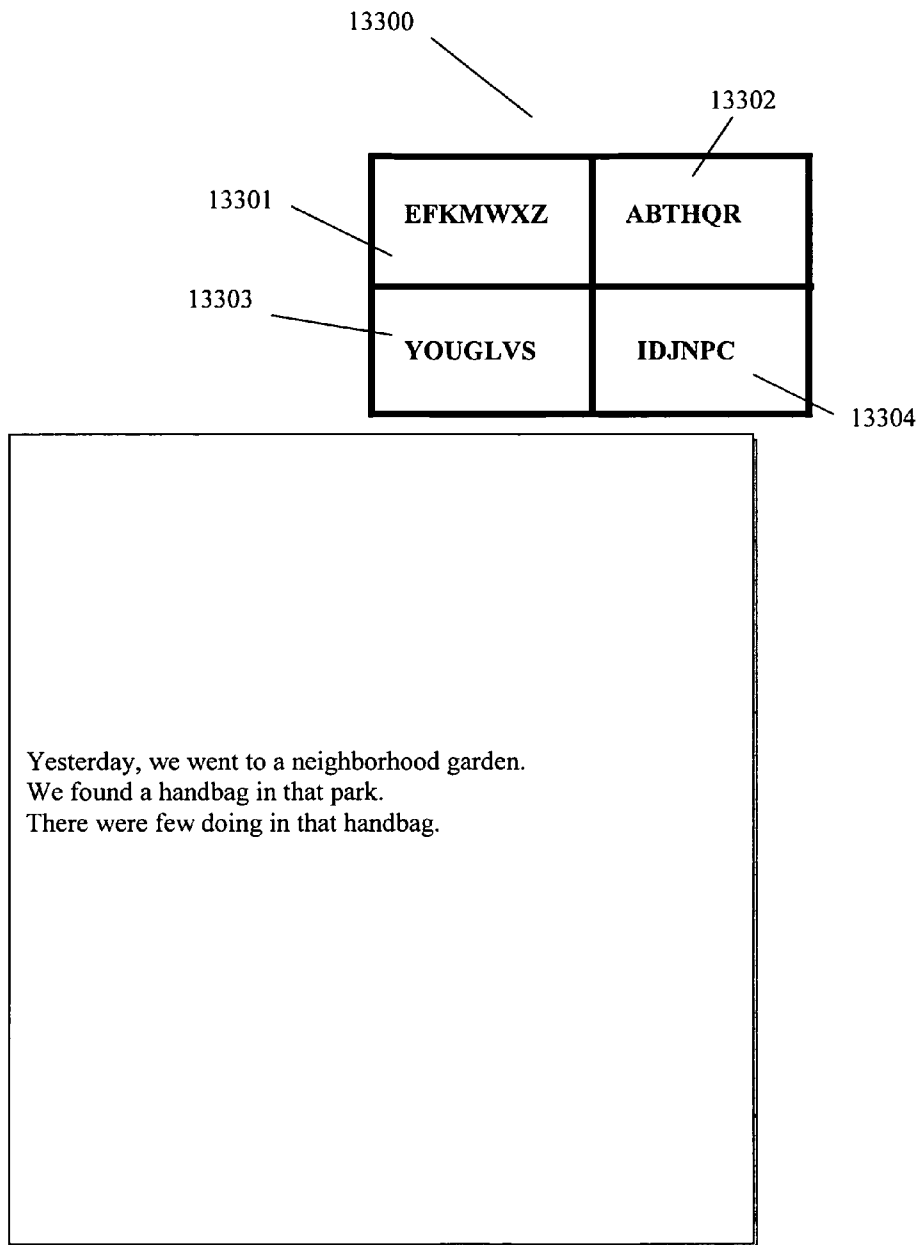 13300
13302
13301
EFKMWXZ
ABTHQR
13303
YOUGLVS
IDJNPC
13304
Yesterday, we went to a neighborhood garden.
We found a handbag in that park.
There were few doing in that handbag.